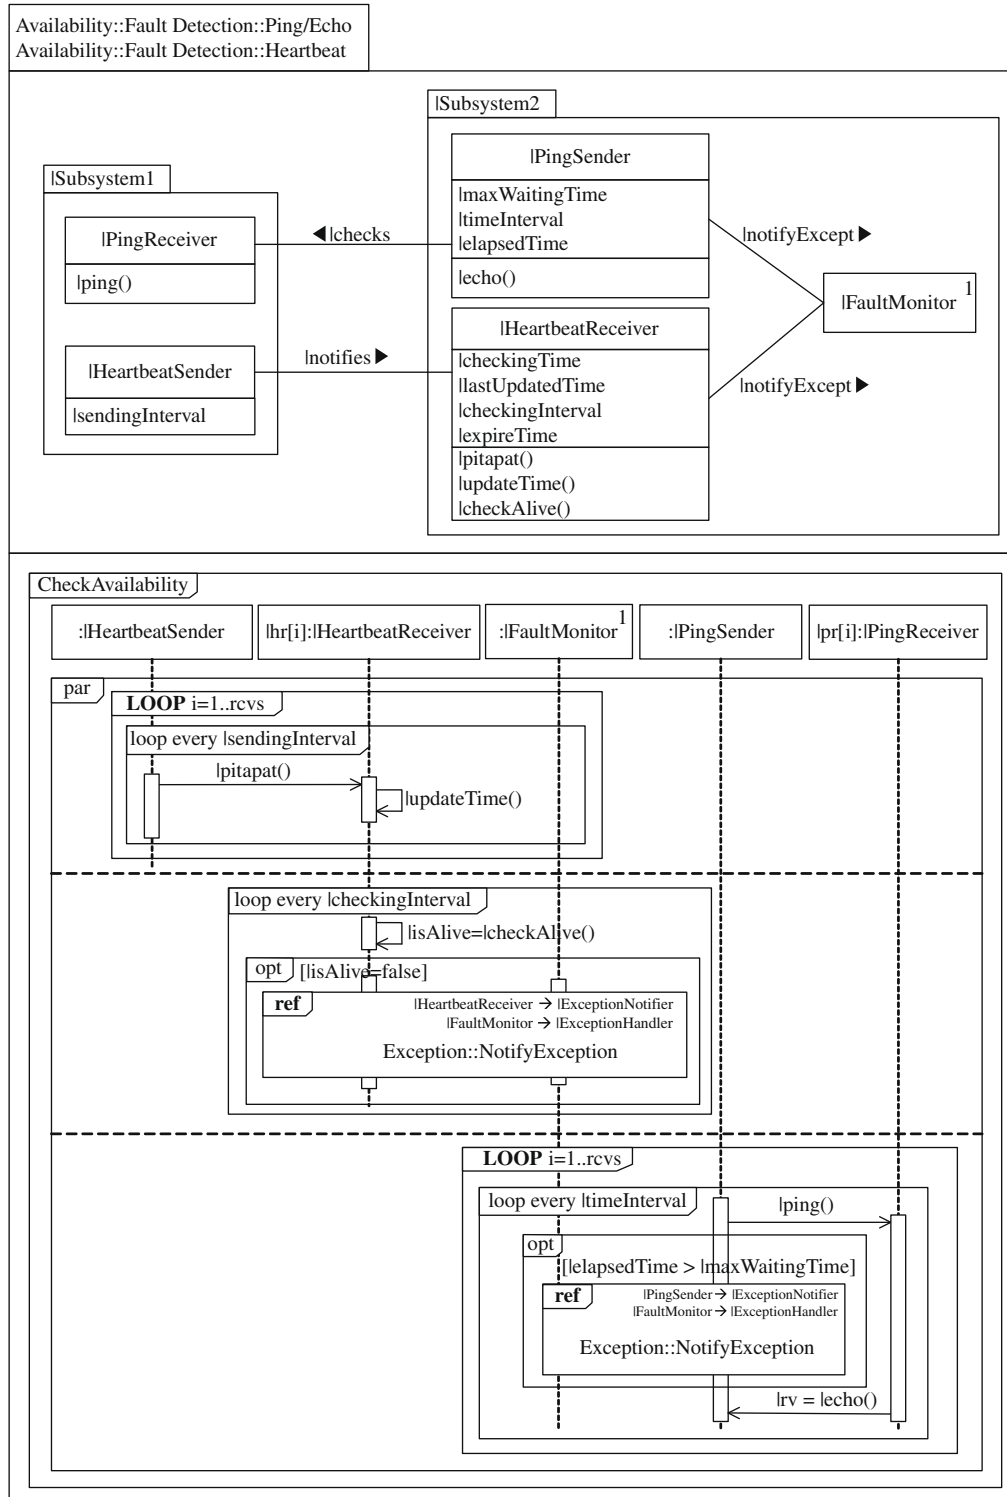 Availability::Fault Detection::Ping/Echo
Availability::Fault Detection::Heartbeat
|Subsystem1
|PingReceiver
|ping()
|HeartbeatSender
|sendingInterval
◀|checks
|notifies▶
|Subsystem2
|PingSender
|maxWaitingTime
|timeInterval
|elapsedTime
|echo()
|HeartbeatReceiver
|checkingTime
|lastUpdatedTime
|checkingInterval
|expireTime
|pitapat()
|updateTime()
|checkAlive()
|notifyExcept▶
|FaultMonitor 1
|notifyExcept▶
CheckAvailability
:|HeartbeatSender
|hr[i]:|HeartbeatReceiver
:|FaultMonitor 1
:|PingSender
|pr[i]:|PingReceiver
par
LOOP i=1..rcvs
loop every |sendingInterval
|pitapat()
|updateTime()
loop every |checkingInterval
|isAlive=|checkAlive()
opt [|isAlive=false]
ref |HeartbeatReceiver → |ExceptionNotifier
|FaultMonitor → |ExceptionHandler
Exception::NotifyException
LOOP i=1..rcvs
loop every |timeInterval
|ping()
opt
[|elapsedTime > |maxWaitingTime]
ref |PingSender → |ExceptionNotifier
|FaultMonitor → |ExceptionHandler
Exception::NotifyException
|rv = |echo()